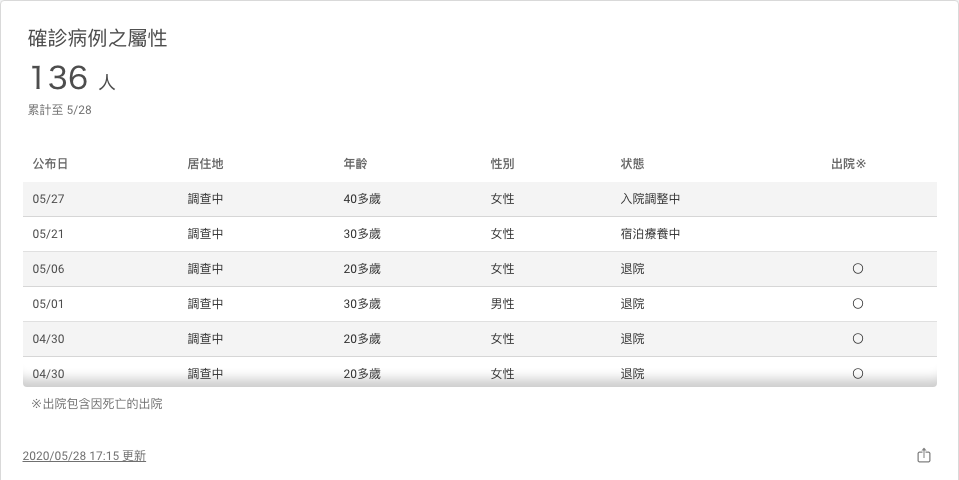 確診病例之屬性
136 人
累計至 5/28
公布日 居住地 年齢 性別 状態 出院※
05/27 調查中 40多歲 女性 入院調整中
05/21 調查中 30多歲 女性 宿泊療養中
05/06 調查中 20多歲 女性 退院 〇
05/01 調查中 30多歲 男性 退院 〇
04/30 調查中 20多歲 女性 退院 〇
04/30 調查中 20多歲 女性 退院 〇
※出院包含因死亡的出院
2020/05/28 17:15 更新